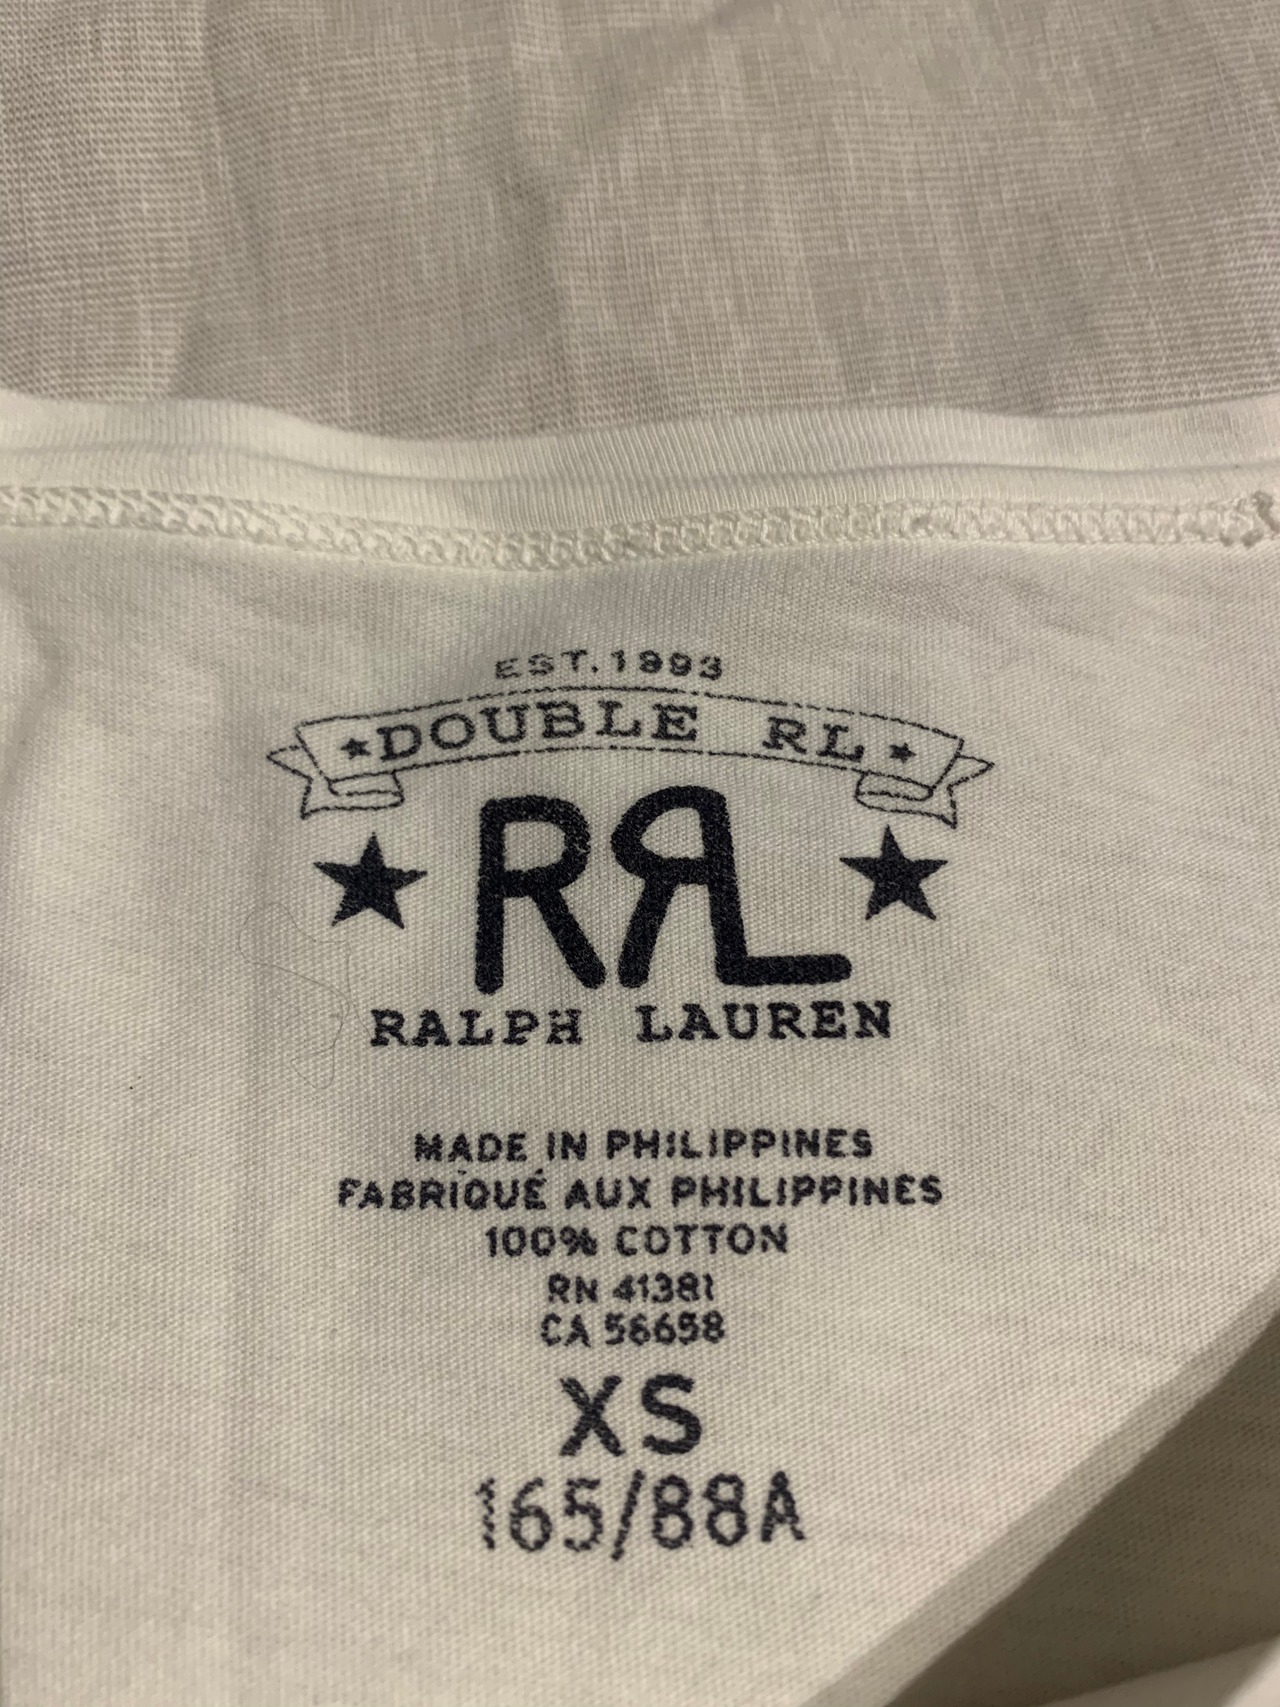 EST. 1993
★DOUBLE RL★
★ RRL ★
RALPH LAUREN
MADE IN PHILIPPINES
FABRIQUÉ AUX PHILIPPINES
100% COTTON
RN 41381
CA 56658
XS
165/88A